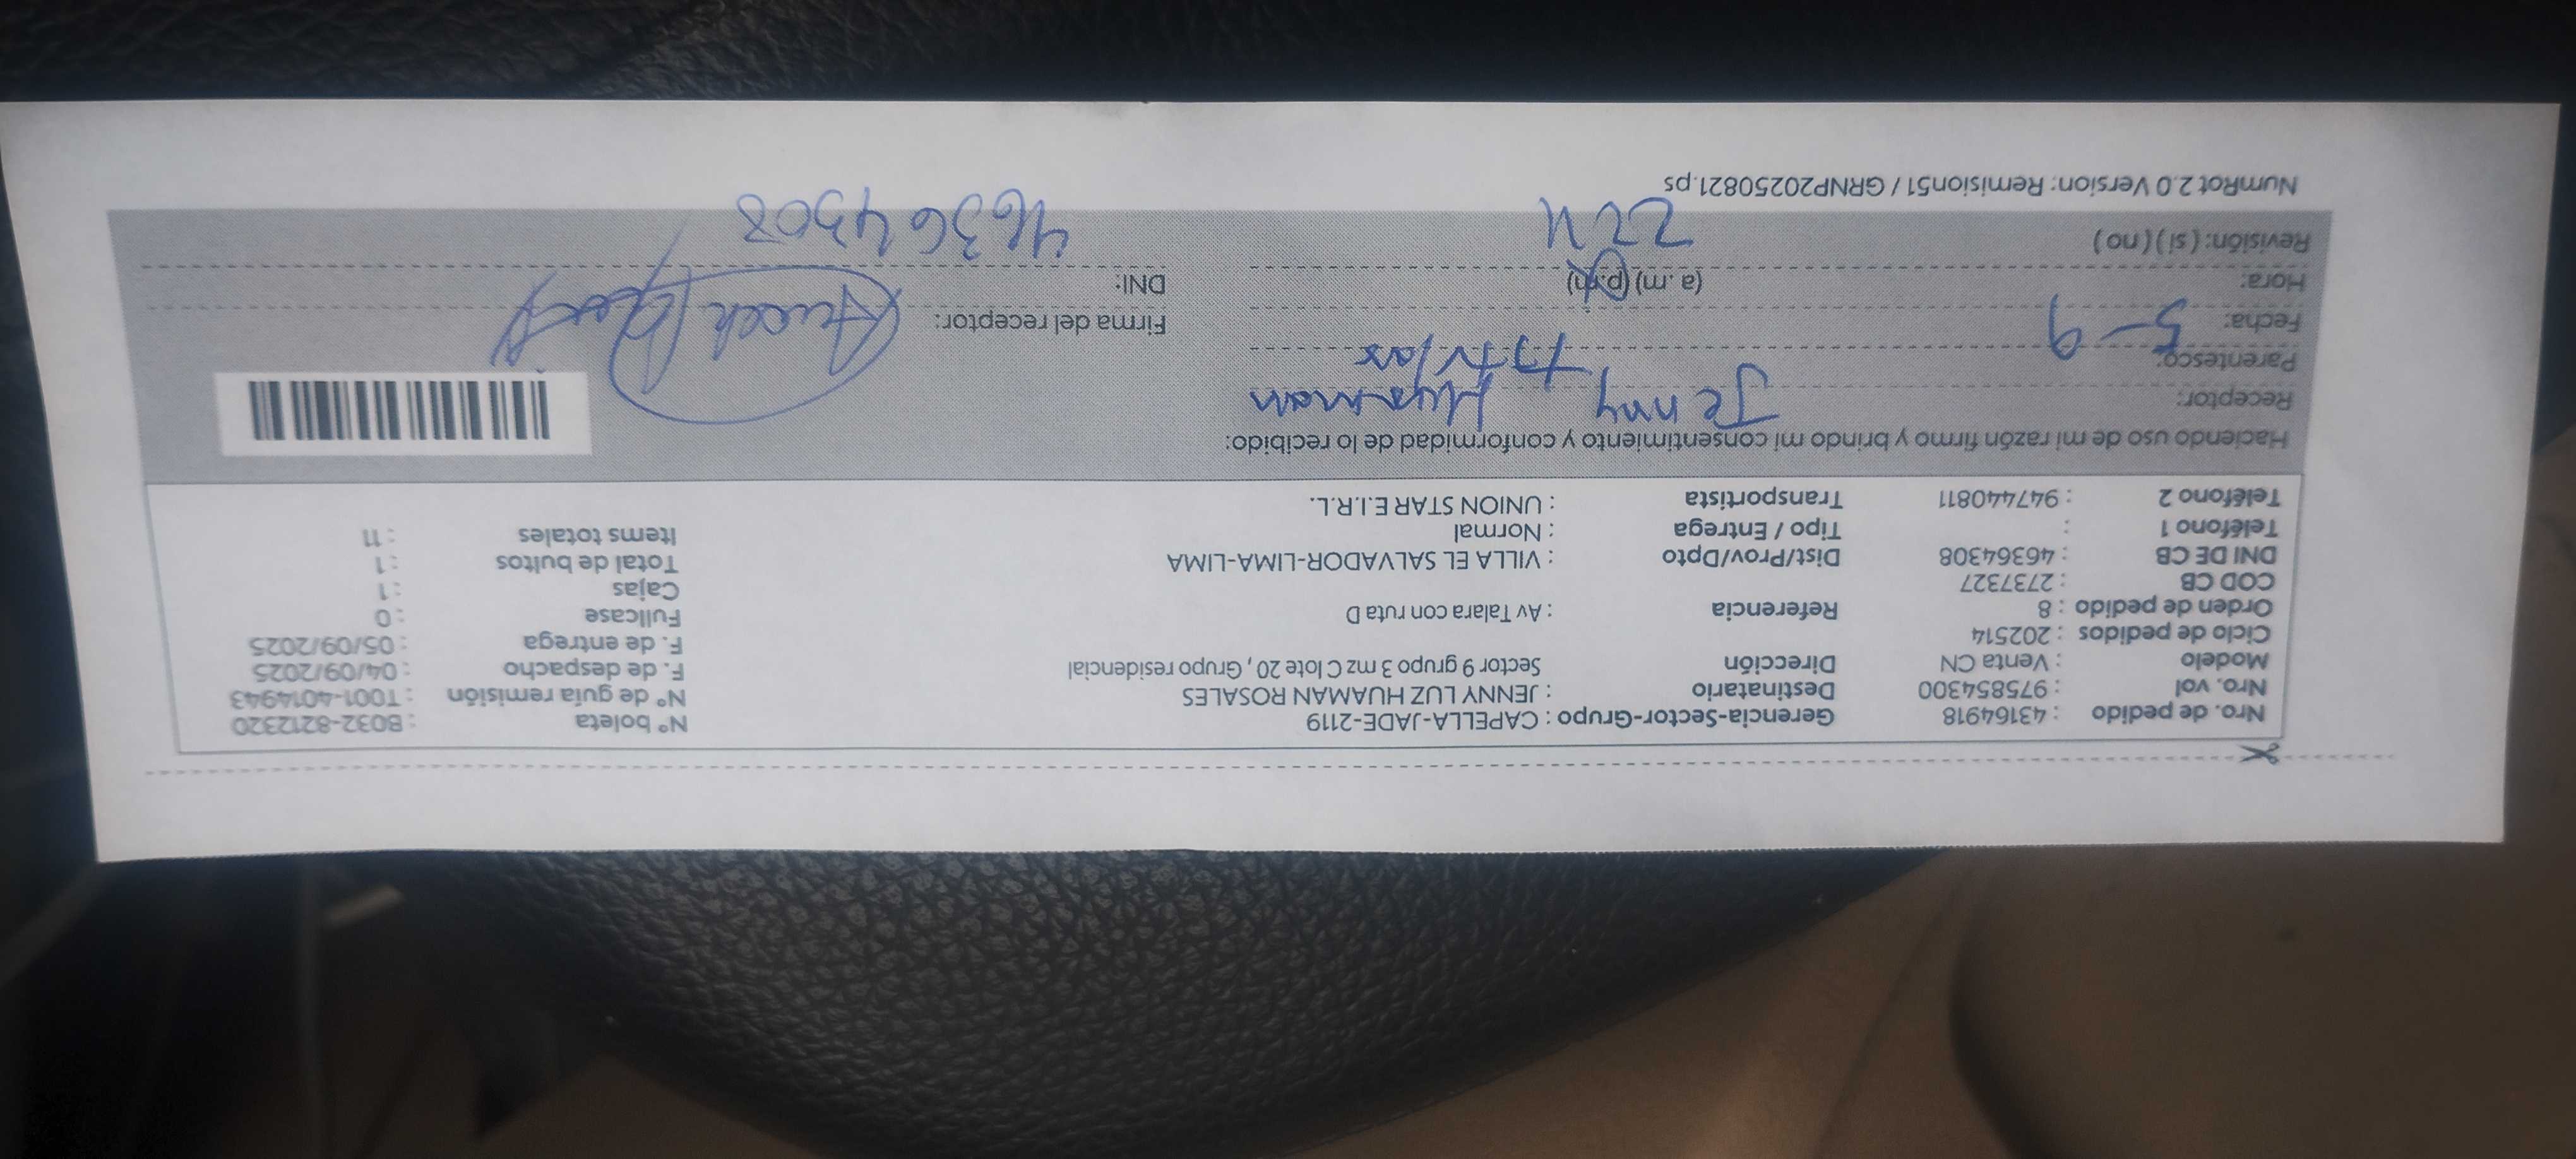 Nro. de pedido : 43164918 Gerencia-Sector-Grupo : CAPELLA-JADE-2119 N° boleta : B032-8212320
Nro. vol : 975854300 Destinatario : JENNY LUZ HUAMAN ROSALES N° de guía remisión : T001-4014943
Modelo : Venta CN Dirección Sector 9 grupo 3 mz C lote 20 , Grupo residencial F. de despacho : 04/09/2025
Ciclo de pedidos : 202514 F. de entrega : 05/09/2025
Orden de pedido : 8 Referencia : Av Talara con ruta D Fullcase : 0
COD CB : 2737327 Cajas : 1
DNI DE CB : 46364308 Dist/Prov/Dpto : VILLA EL SALVADOR-LIMA-LIMA Total de bultos : 1
Teléfono 1 : Tipo / Entrega : Normal Items totales : 11
Teléfono 2 : 947440811 Transportista : UNION STAR E.I.R.L.
Haciendo uso de mi razón firmo y brindo mi consentimiento y conformidad de lo recibido:
Receptor: Jenny Huaman
Parentesco: Titular
Fecha: 5-9 Firma del receptor:
Hora: (a.m) (p.m) DNI: 46364308
Revisión: ( si ) ( no )
NumRot 2.0 Version: Remision51 / GRNP20250821.ps